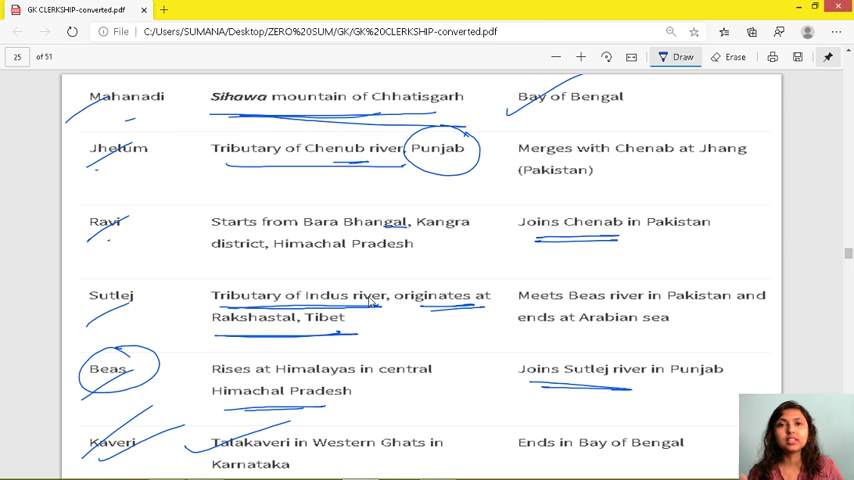 GK CLERKSHIP-converted.pdf
File C:/Users/SUMANA/Desktop/ZERO%20SUM/GK/GK%20CLERKSHIP-converted.pdf
25 of 51
Draw
Erase
Mahanadi Sihawa mountain of Chhatisgarh Bay of Bengal
Jhelum Tributary of Chenub river, Punjab Merges with Chenab at Jhang
(Pakistan)
Ravi Starts from Bara Bhangal, Kangra Joins Chenab in Pakistan
district, Himachal Pradesh
Sutlej Tributary of Indus river, originates at Meets Beas river in Pakistan and
Rakshastal, Tibet ends at Arabian sea
Beas Rises at Himalayas in central Joins Sutlej river in Punjab
Himachal Pradesh
Kaveri Talakaveri in Western Ghats in Ends in Bay of Bengal
Karnataka